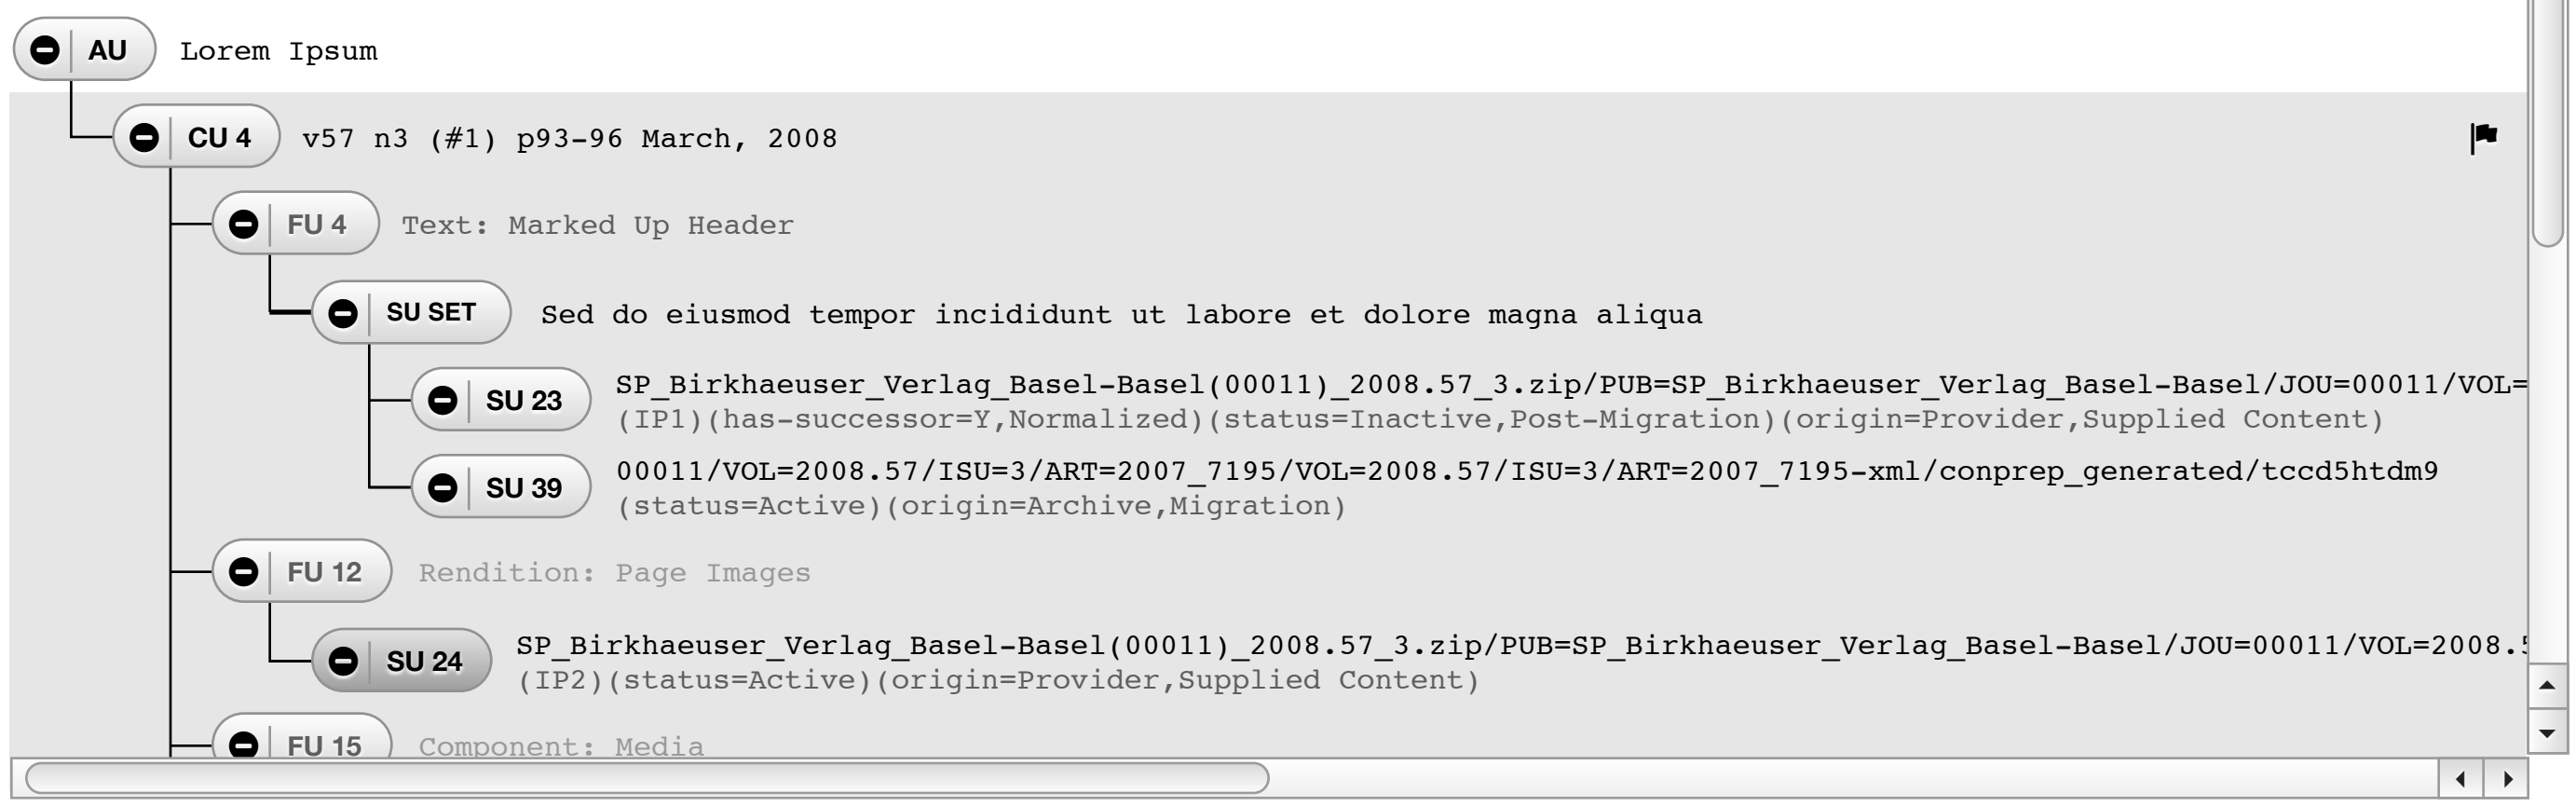 AU Lorem Ipsum
CU 4 v57 n3 (#1) p93-96 March, 2008
FU 4 Text: Marked Up Header
SU SET Sed do eiusmod tempor incididunt ut labore et dolore magna aliqua
SU 23 SP_Birkhaeuser_Verlag_Basel-Basel(00011)_2008.57_3.zip/PUB=SP_Birkhaeuser_Verlag_Basel-Basel/JOU=00011/VOL=
(IP1)(has-successor=Y,Normalized)(status=Inactive,Post-Migration)(origin=Provider,Supplied Content)
SU 39 00011/VOL=2008.57/ISU=3/ART=2007_7195/VOL=2008.57/ISU=3/ART=2007_7195-xml/conprep_generated/tccd5htdm9
(status=Active)(origin=Archive,Migration)
FU 12 Rendition: Page Images
SU 24 SP_Birkhaeuser_Verlag_Basel-Basel(00011)_2008.57_3.zip/PUB=SP_Birkhaeuser_Verlag_Basel-Basel/JOU=00011/VOL=2008.5
(IP2)(status=Active)(origin=Provider,Supplied Content)
FU 15 Component: Media